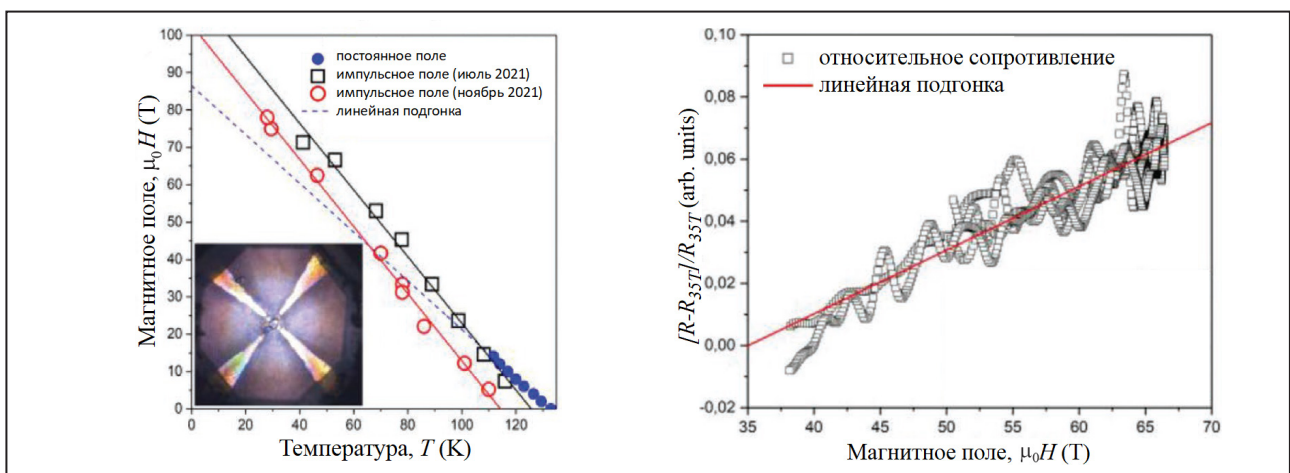 100
90
80
70
60
50
40
30
20
10
0
Магнитное поле, μ₀H (T)
постоянное поле
импульсное поле (июль 2021)
импульсное поле (ноябрь 2021)
линейная подгонка
0 20 40 60 80 100 120
Температура, T (K)
0,10
0,08
0,06
0,04
0,02
0,00
-0,02
[R-R₃₅T]/R₃₅T (arb. units)
относительное сопротивление
линейная подгонка
35 40 45 50 55 60 65 70
Магнитное поле, μ₀H (T)